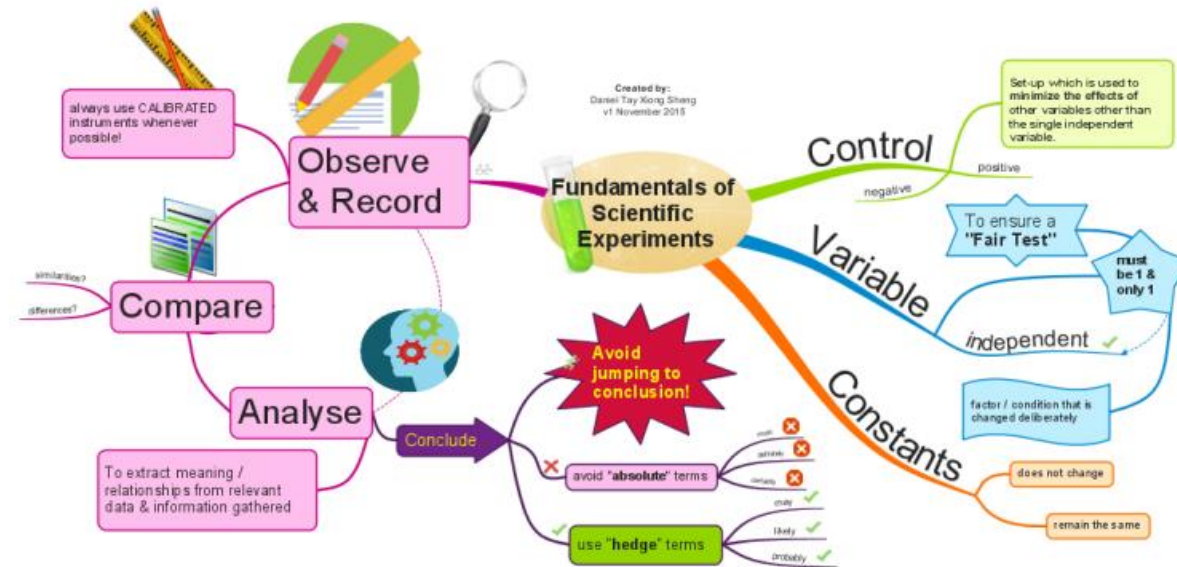 Created by:
Daniel Tay Xiong Sheng
v1 November 2015
Fundamentals of
Scientific
Experiments
Observe
& Record
always use CALIBRATED
instruments whenever
possible!
Compare
similarities?
differences?
Analyse
To extract meaning /
relationships from relevant
data & information gathered
Conclude
Avoid
jumping to
conclusion!
avoid "absolute" terms
definitely
certainly
use "hedge" terms
may
likely
probably
Control
positive
negative
Set-up which is used to
minimize the effects of
other variables other than
the single independent
variable.
Variable
To ensure a
"Fair Test"
must
be 1 &
only 1
independent
factor / condition that is
changed deliberately
Constants
does not change
remain the same